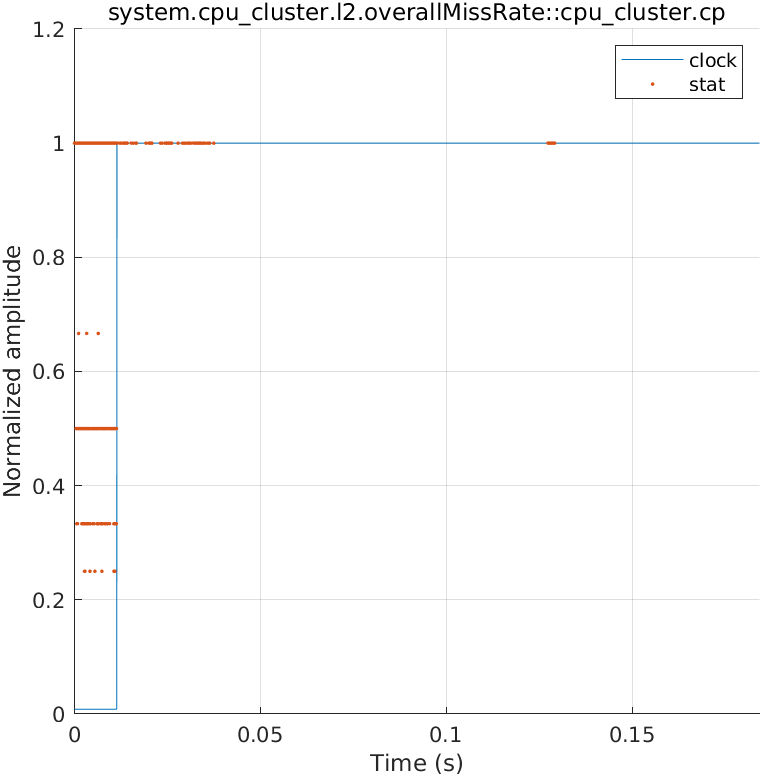 system.cpu_cluster.l2.overallMissRate::cpu_cluster.cp
1.2
clock
stat
1
0.8
0.6
0.4
0.2
0
Normalized amplitude
0 0.05 0.1 0.15
Time (s)